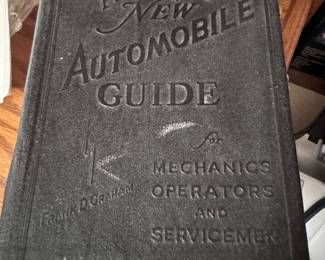 NEW
AUTOMOBILE
GUIDE
for
MECHANICS
OPERATORS
AND
SERVICEMEN
FRANK D. GRAHAM